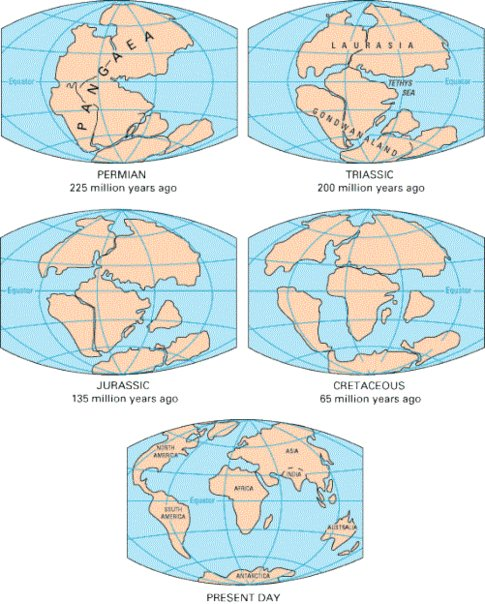 PANGAEA
Equator
PERMIAN
225 million years ago
LAURASIA
TETHYS
SEA
Equator
GONDWANALAND
TRIASSIC
200 million years ago
Equator
JURASSIC
135 million years ago
Equator
CRETACEOUS
65 million years ago
NORTH
AMERICA
ASIA
INDIA
AFRICA
Equator
SOUTH
AMERICA
AUSTRALIA
ANTARCTICA
PRESENT DAY